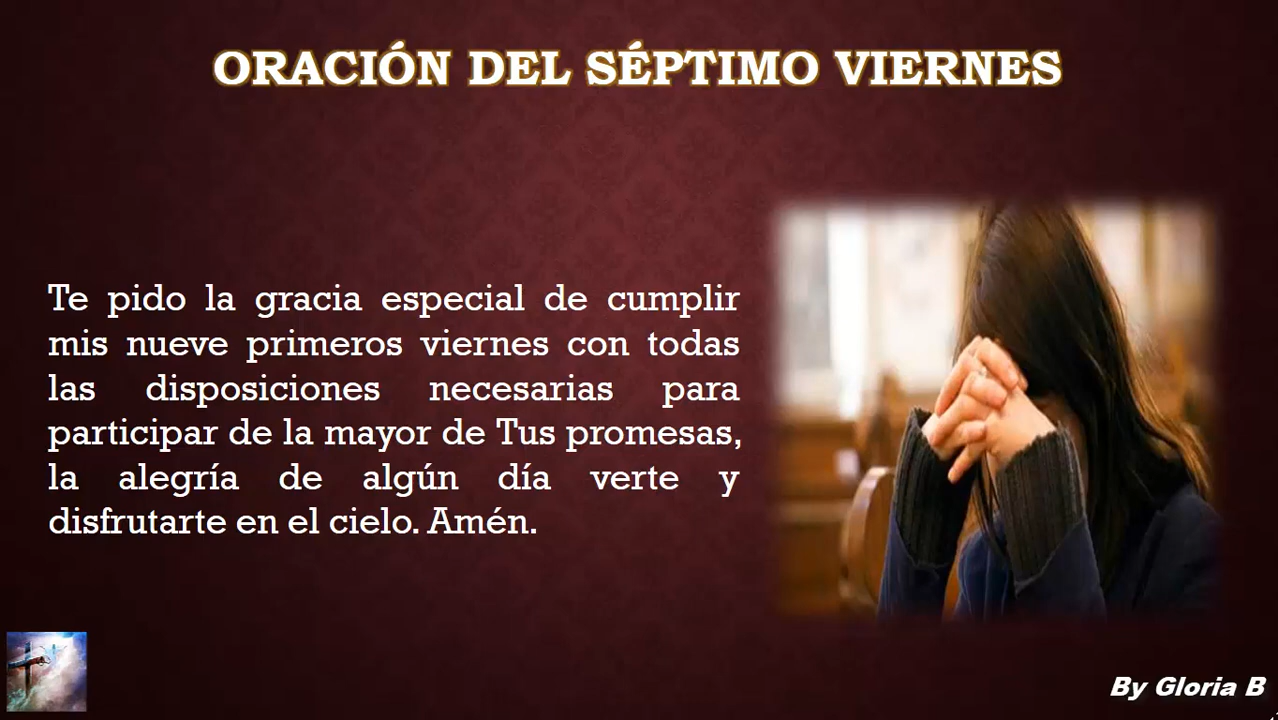 ORACIÓN DEL SÉPTIMO VIERNES
Te pido la gracia especial de cumplir
mis nueve primeros viernes con todas
las disposiciones necesarias para
participar de la mayor de Tus promesas,
la alegría de algún día verte y
disfrutarte en el cielo. Amén.
By Gloria B